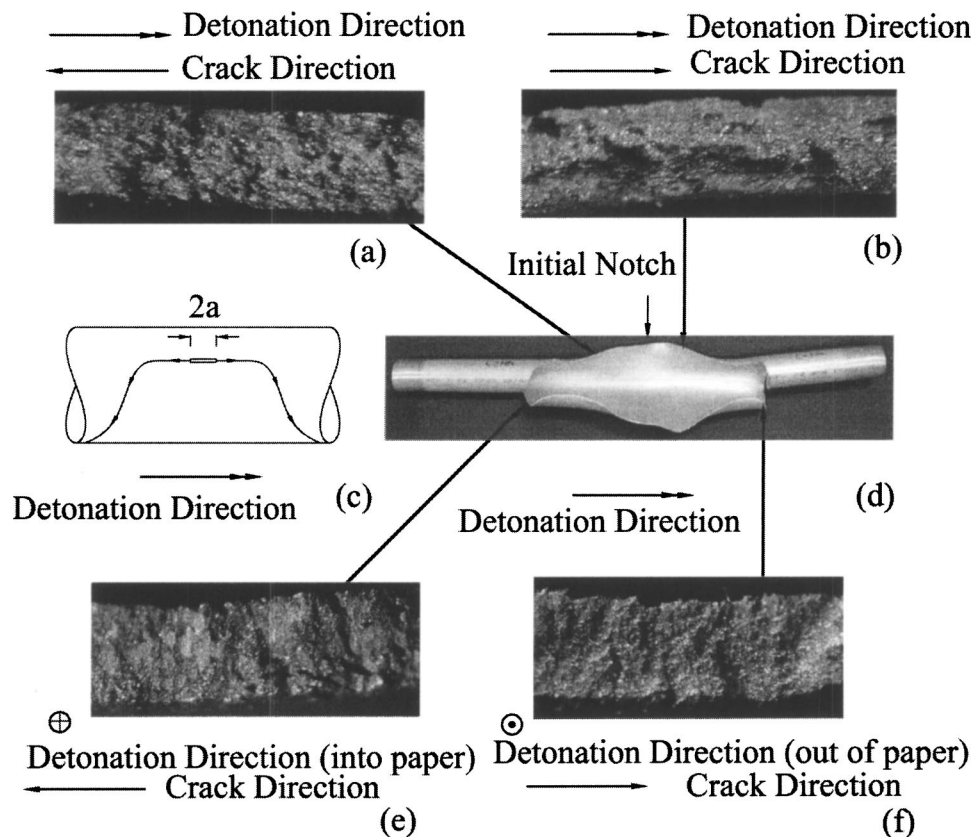 Detonation Direction
Crack Direction
(a)
Detonation Direction
Crack Direction
(b)
Initial Notch
2a
Detonation Direction
(c)
Detonation Direction
(d)
Detonation Direction (into paper)
Crack Direction
(e)
Detonation Direction (out of paper)
Crack Direction
(f)